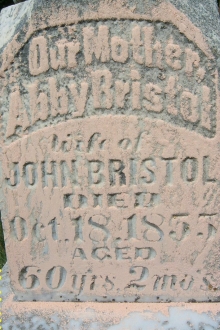 Our Mother,
Abby Bristol
wife of
JOHN BRISTOL
DIED
Oct. 18, 1855
AGED
60 yrs. 2 mos.